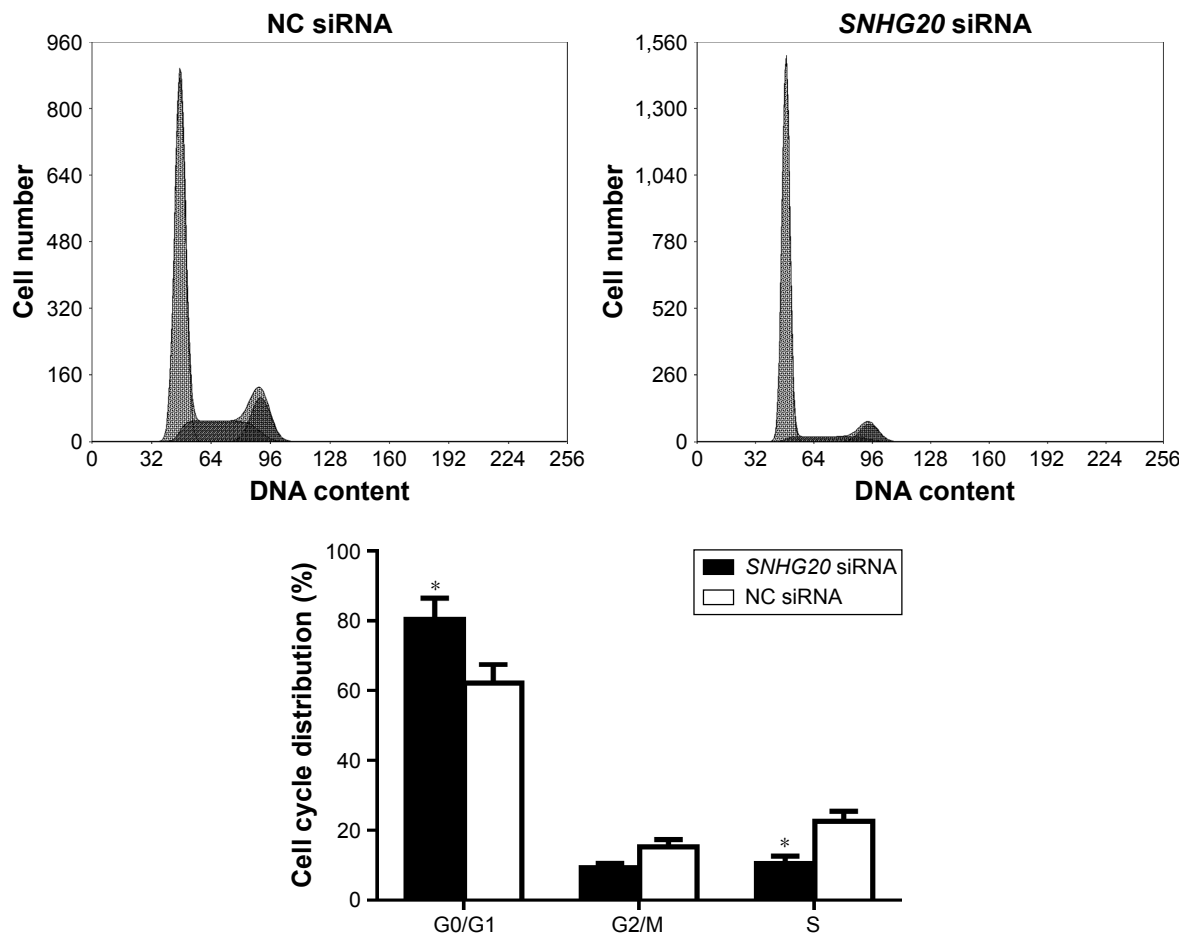 NC siRNA
960
800
640
480
320
160
0
Cell number
0 32 64 96 128 160 192 224 256
DNA content
SNHG20 siRNA
1,560
1,300
1,040
780
520
260
0
Cell number
0 32 64 96 128 160 192 224 256
DNA content
100
80
60
40
20
0
Cell cycle distribution (%)
SNHG20 siRNA
NC siRNA
*
*
G0/G1 G2/M S